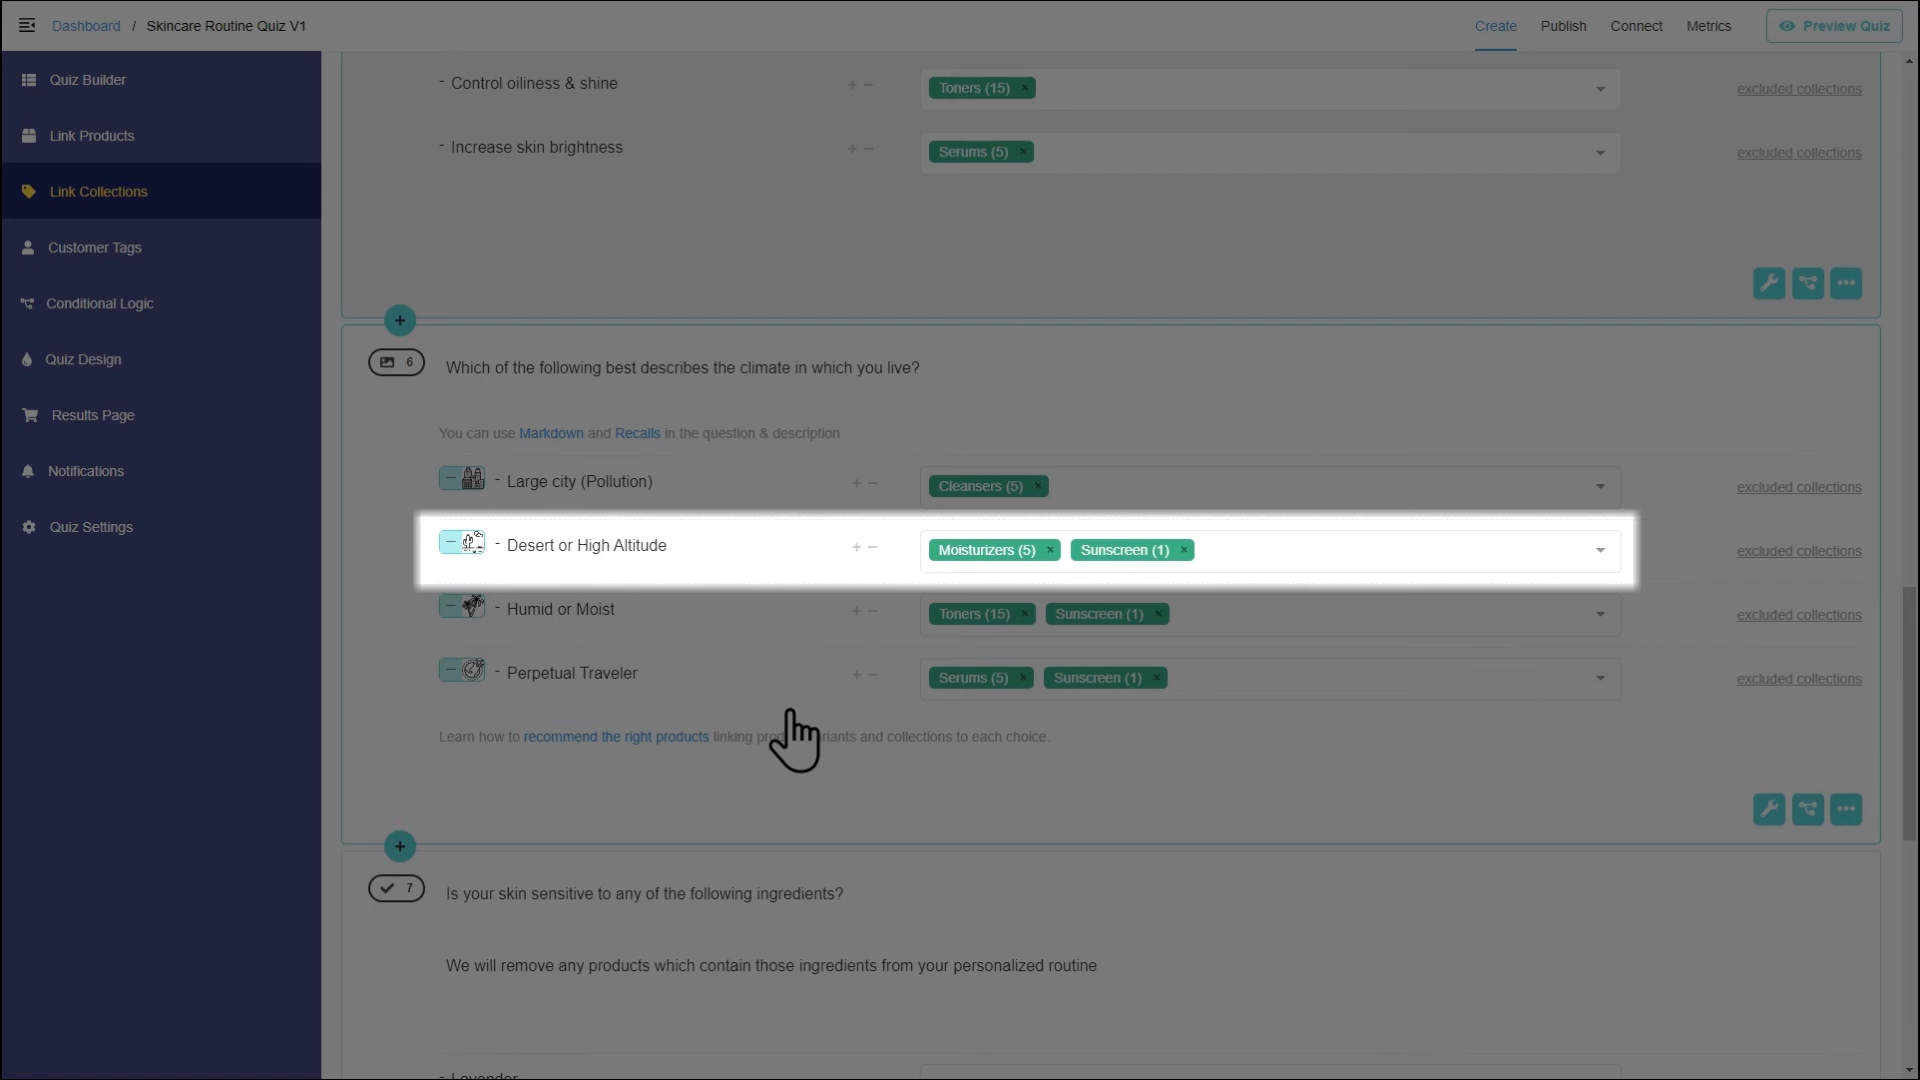 Dashboard / Skincare Routine Quiz V1
Create Publish Connect Metrics Preview Quiz
Quiz Builder
Link Products
Link Collections
Customer Tags
Conditional Logic
Quiz Design
Results Page
Notifications
Quiz Settings
- Control oiliness & shine + − Toners (15) × excluded collections
- Increase skin brightness + − Serums (5) × excluded collections
+
6 Which of the following best describes the climate in which you live?
You can use Markdown and Recalls in the question & description
- Large city (Pollution) + − Cleansers (5) × excluded collections
- Desert or High Altitude + − Moisturizers (5) × Sunscreen (1) × excluded collections
- Humid or Moist + − Toners (15) × Sunscreen (1) × excluded collections
- Perpetual Traveler + − Serums (5) × Sunscreen (1) × excluded collections
Learn how to recommend the right products linking and collections to each choice.
+
7 Is your skin sensitive to any of the following ingredients?
We will remove any products which contain those ingredients from your personalized routine
- Lavender